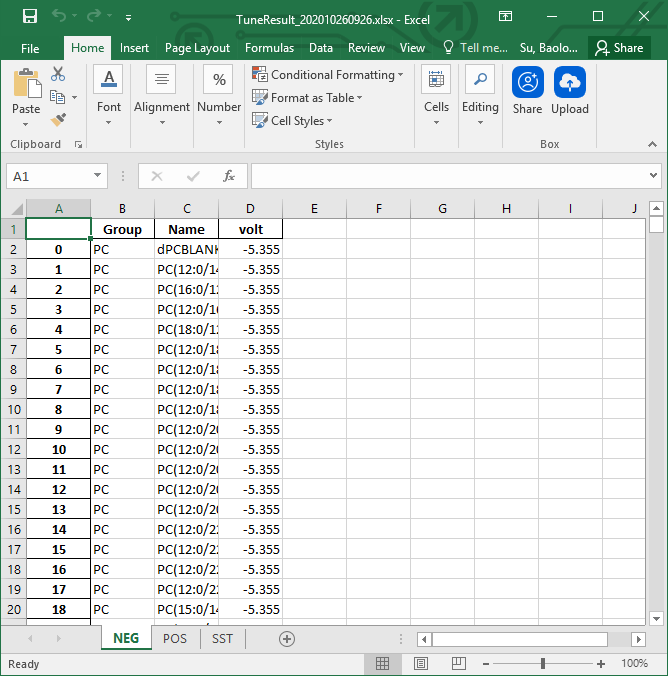 TuneResult_202010260926.xlsx - Excel
File Home Insert Page Layout Formulas Data Review View Tell me... Su, Baolo... Share
Conditional Formatting
Format as Table
Cell Styles
Paste Font Alignment Number Cells Editing Share Upload
%
Clipboard Styles Box
A1 fx
A B C D E F G H I J
1 Group Name volt
2 0 PC dPCBLANK -5.355
3 1 PC PC(12:0/14 -5.355
4 2 PC PC(16:0/12 -5.355
5 3 PC PC(12:0/16 -5.355
6 4 PC PC(18:0/12 -5.355
7 5 PC PC(12:0/18 -5.355
8 6 PC PC(12:0/18 -5.355
9 7 PC PC(12:0/18 -5.355
10 8 PC PC(12:0/18 -5.355
11 9 PC PC(12:0/20 -5.355
12 10 PC PC(12:0/20 -5.355
13 11 PC PC(12:0/20 -5.355
14 12 PC PC(12:0/20 -5.355
15 13 PC PC(12:0/20 -5.355
16 14 PC PC(12:0/22 -5.355
17 15 PC PC(12:0/22 -5.355
18 16 PC PC(12:0/22 -5.355
19 17 PC PC(12:0/22 -5.355
20 18 PC PC(15:0/14 -5.355
NEG POS SST
Ready 100%